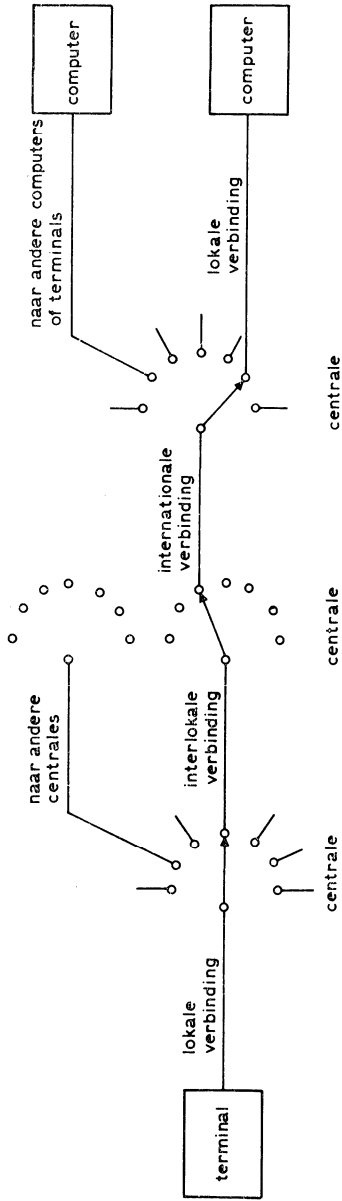 terminal
lokale
verbinding
centrale
naar andere
centrales
interlokale
verbinding
centrale
internationale
verbinding
centrale
naar andere computers
of terminals
lokale
verbinding
computer
computer